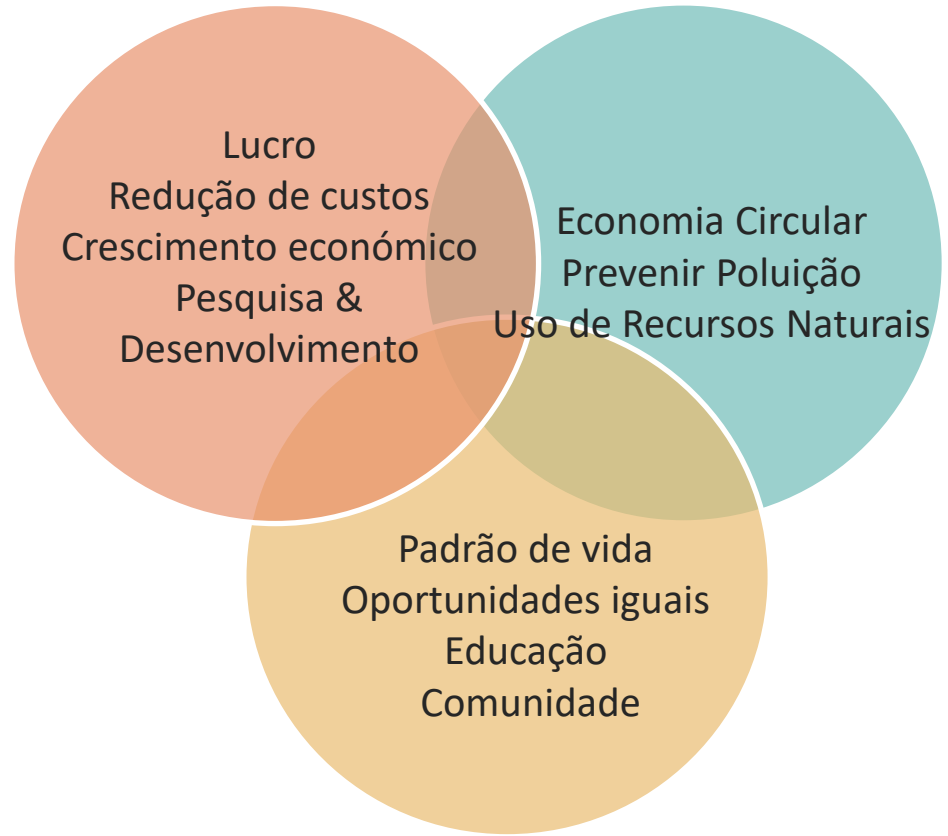 Lucro
Redução de custos
Crescimento económico
Pesquisa &
Desenvolvimento
Economia Circular
Prevenir Poluição
Uso de Recursos Naturais
Padrão de vida
Oportunidades iguais
Educação
Comunidade